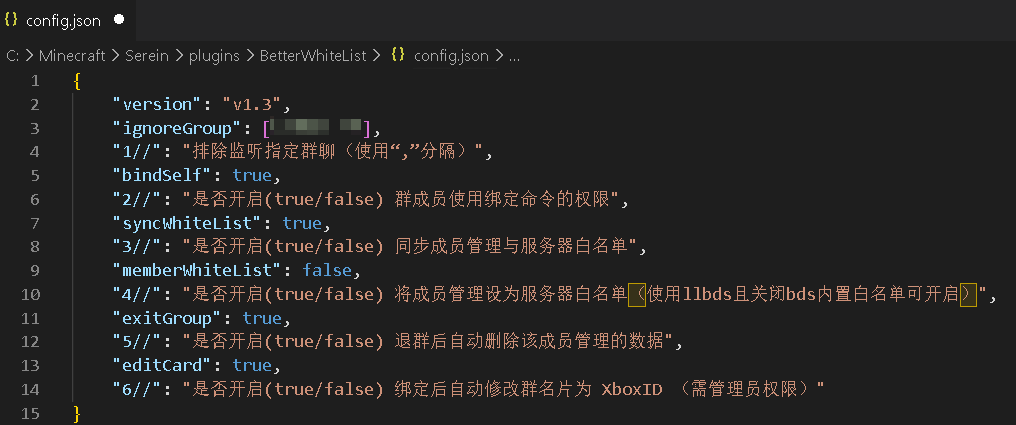 {} config.json ●
C: > Minecraft > Serein > plugins > BetterWhiteList > {} config.json > ...
1 {
2 "version": "v1.3",
3 "ignoreGroup": [],
4 "1//": "排除监听指定群聊（使用“,”分隔）",
5 "bindSelf": true,
6 "2//": "是否开启(true/false) 群成员使用绑定命令的权限",
7 "syncWhiteList": true,
8 "3//": "是否开启(true/false) 同步成员管理与服务器白名单",
9 "memberWhiteList": false,
10 "4//": "是否开启(true/false) 将成员管理设为服务器白名单（使用llbds且关闭bds内置白名单可开启）",
11 "exitGroup": true,
12 "5//": "是否开启(true/false) 退群后自动删除该成员管理的数据",
13 "editCard": true,
14 "6//": "是否开启(true/false) 绑定后自动修改群名片为 XboxID （需管理员权限）"
15 }